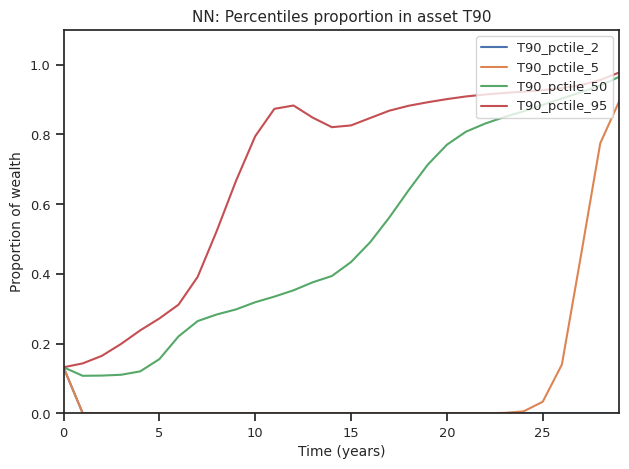 NN: Percentiles proportion in asset T90
T90_pctile_2
T90_pctile_5
T90_pctile_50
T90_pctile_95
1.0
0.8
0.6
0.4
0.2
0.0
Proportion of wealth
0
5
10
15
20
25
Time (years)